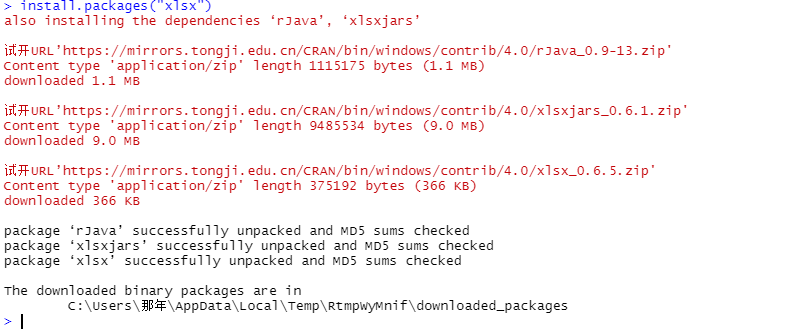 > install.packages("xlsx")
also installing the dependencies ‘rJava’, ‘xlsxjars’
试开URL’https://mirrors.tongji.edu.cn/CRAN/bin/windows/contrib/4.0/rJava_0.9-13.zip'
Content type 'application/zip' length 1115175 bytes (1.1 MB)
downloaded 1.1 MB
试开URL’https://mirrors.tongji.edu.cn/CRAN/bin/windows/contrib/4.0/xlsxjars_0.6.1.zip'
Content type 'application/zip' length 9485534 bytes (9.0 MB)
downloaded 9.0 MB
试开URL’https://mirrors.tongji.edu.cn/CRAN/bin/windows/contrib/4.0/xlsx_0.6.5.zip'
Content type 'application/zip' length 375192 bytes (366 KB)
downloaded 366 KB
package ‘rJava’ successfully unpacked and MD5 sums checked
package ‘xlsxjars’ successfully unpacked and MD5 sums checked
package ‘xlsx’ successfully unpacked and MD5 sums checked
The downloaded binary packages are in
C:\Users\那年\AppData\Local\Temp\RtmpWyMnif\downloaded_packages
>